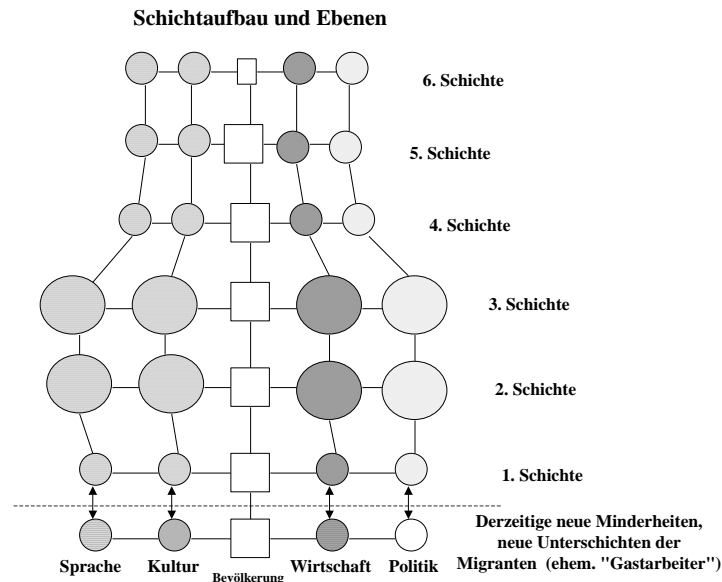 Schichtaufbau und Ebenen
6. Schichte
5. Schichte
4. Schichte
3. Schichte
2. Schichte
1. Schichte
Derzeitige neue Minderheiten,
neue Unterschichten der
Migranten (ehem. "Gastarbeiter")
Sprache Kultur Bevölkerung Wirtschaft Politik